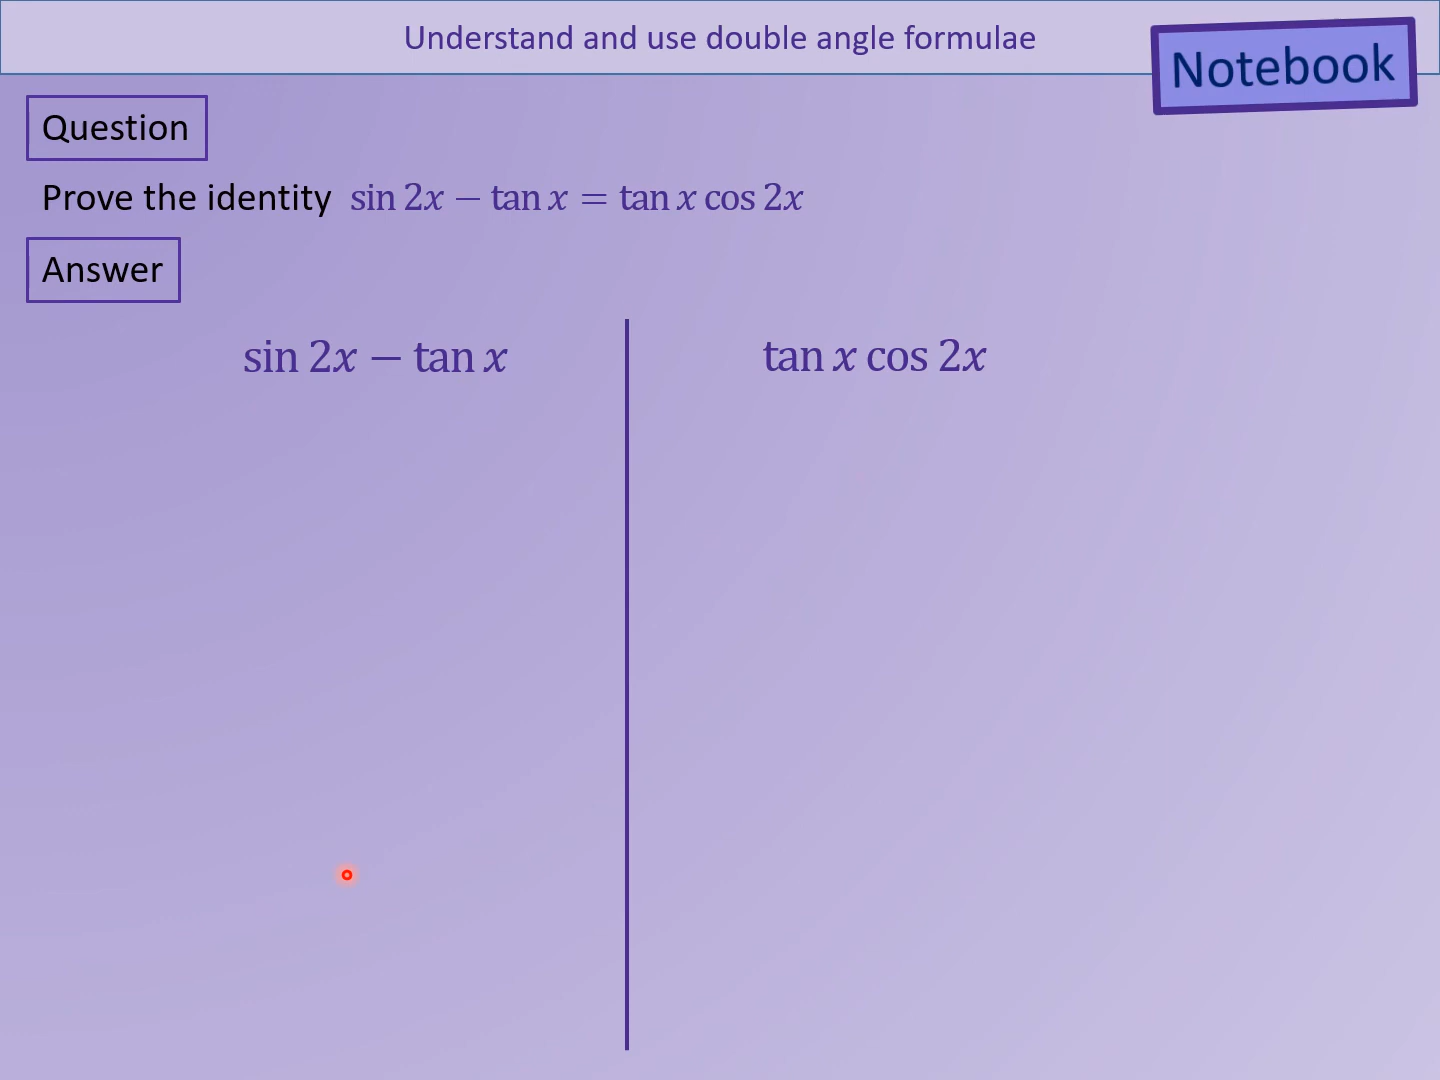 Understand and use double angle formulae
Notebook
Question
Prove the identity sin 2x − tan x = tan x cos 2x
Answer
sin 2x − tan x
tan x cos 2x